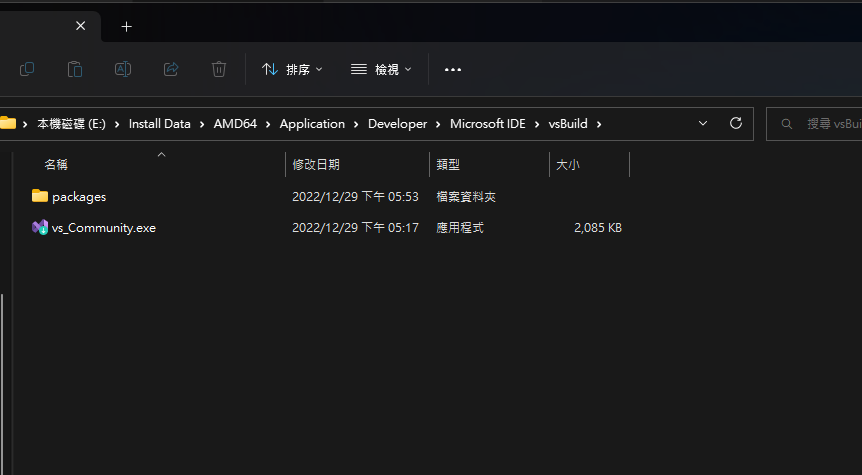 排序 檢視
本機磁碟 (E:) Install Data AMD64 Application Developer Microsoft IDE vsBuild 搜尋 vsBui
名稱 修改日期 類型 大小
packages 2022/12/29 下午 05:53 檔案資料夾
vs_Community.exe 2022/12/29 下午 05:17 應用程式 2,085 KB